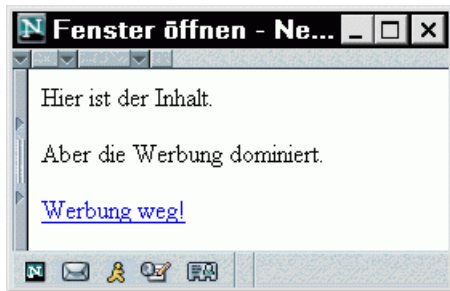 Fenster öffnen - Ne...
Hier ist der Inhalt.
Aber die Werbung dominiert.
Werbung weg!